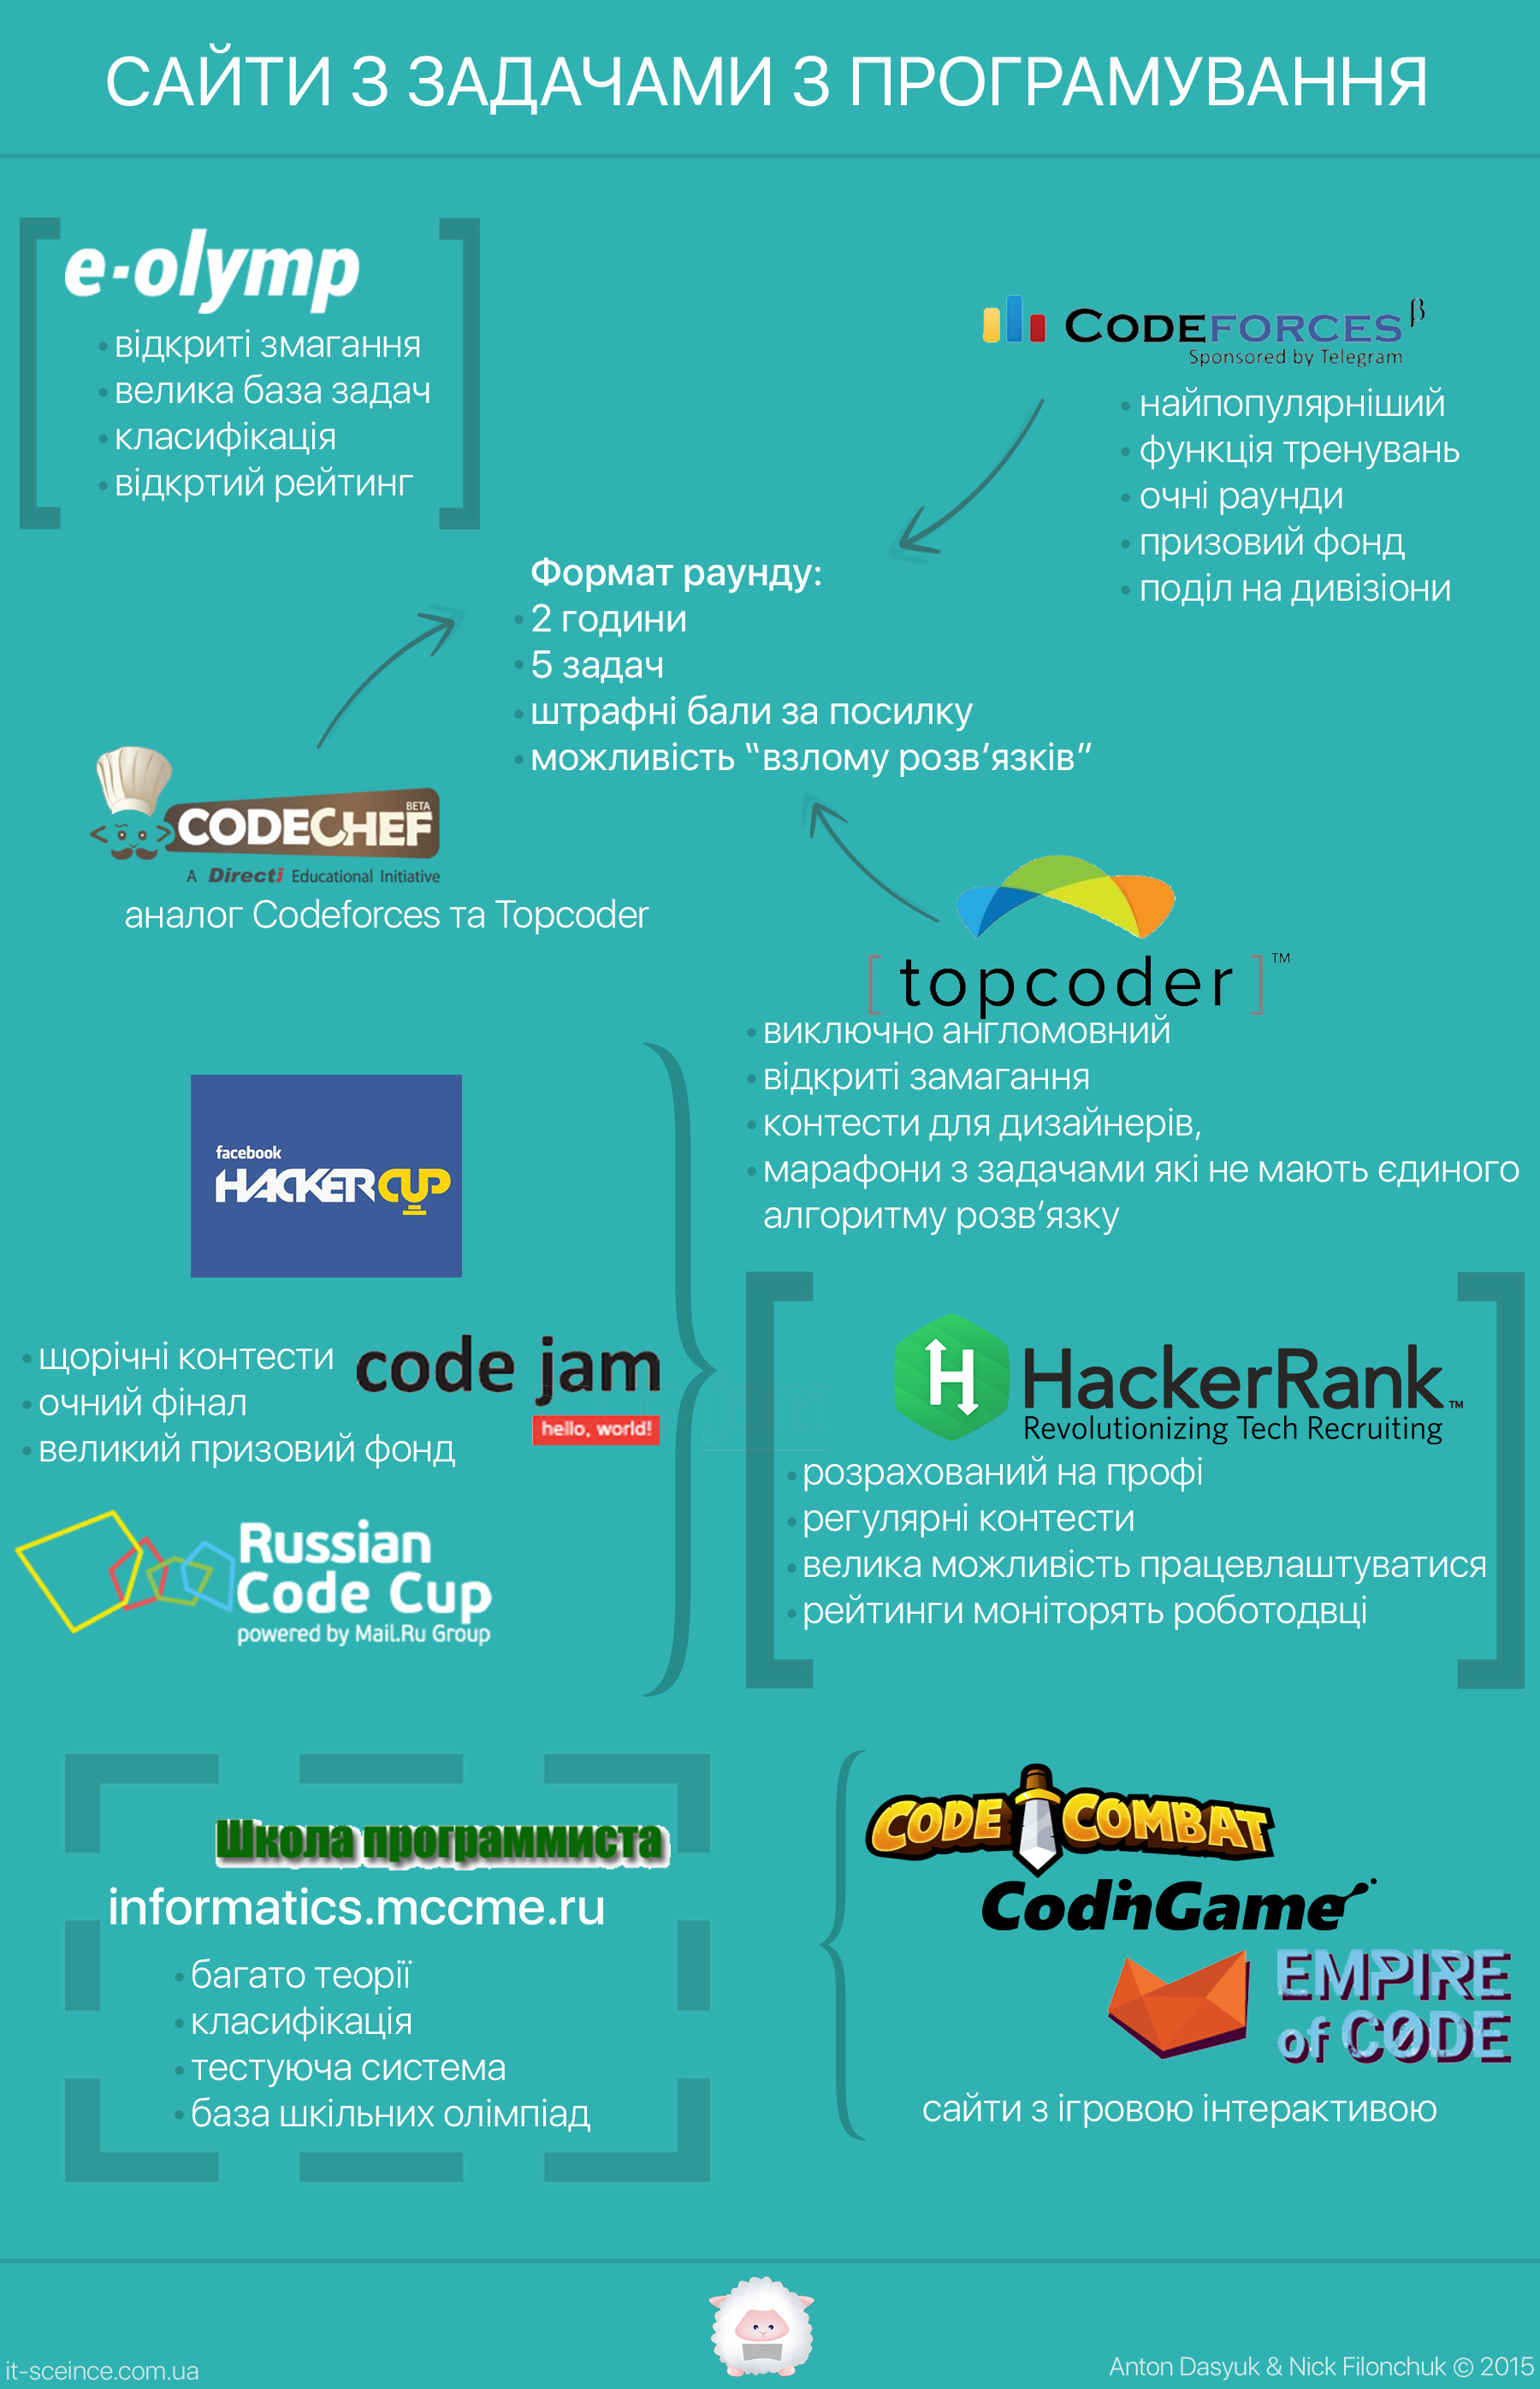 САЙТИ З ЗАДАЧАМИ З ПРОГРАМУВАННЯ
e-olymp
відкриті змагання
велика база задач
класифікація
відкртий рейтинг
CODEFORCES β
Sponsored by Telegram
найпопулярніший
функція тренувань
очні раунди
призовий фонд
поділ на дивізіони
Формат раунду:
2 години
5 задач
штрафні бали за посилку
можливість “взлому розв’язків”
CODECHEF BETA
A Directi Educational Initiative
аналог Codeforces та Topcoder
[ topcoder ]™
виключно англомовний
відкриті замагання
контести для дизайнерів,
марафони з задачами які не мають єдиного
алгоритму розв’язку
facebook
HACKERCUP
щорічні контести
очний фінал
великий призовий фонд
code jam
hello, world!
Russian
Code Cup
powered by Mail.Ru Group
H HackerRank™
Revolutionizing Tech Recruiting
розрахований на профі
регулярні контести
велика можливість працевлаштуватися
рейтинги моніторять роботодвці
Школа программиста
informatics.mccme.ru
багато теорії
класифікація
тестуюча система
база шкільних олімпіад
CODE COMBAT
CodinGame
EMPIRE
of CØDE
сайти з ігровою інтерактивою
it-sceince.com.ua
Anton Dasyuk & Nick Filonchuk © 2015